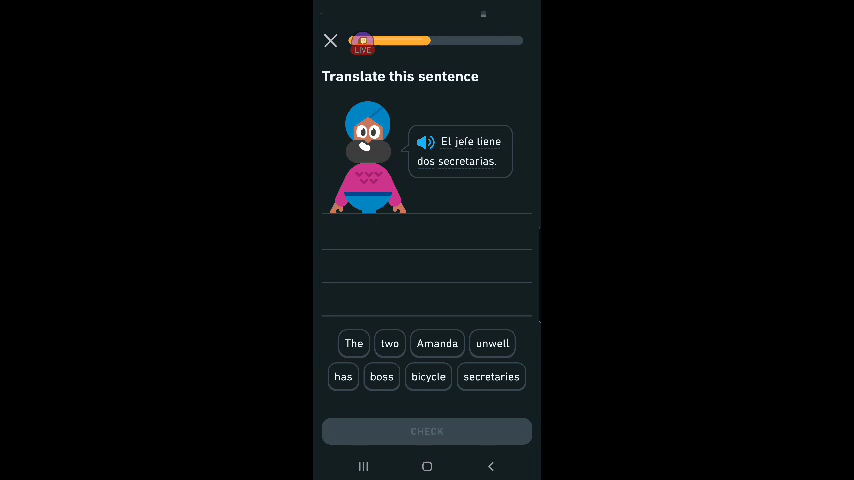 LIVE
Translate this sentence
El jefe tiene
dos secretarias.
The two Amanda unwell
has boss bicycle secretaries
CHECK